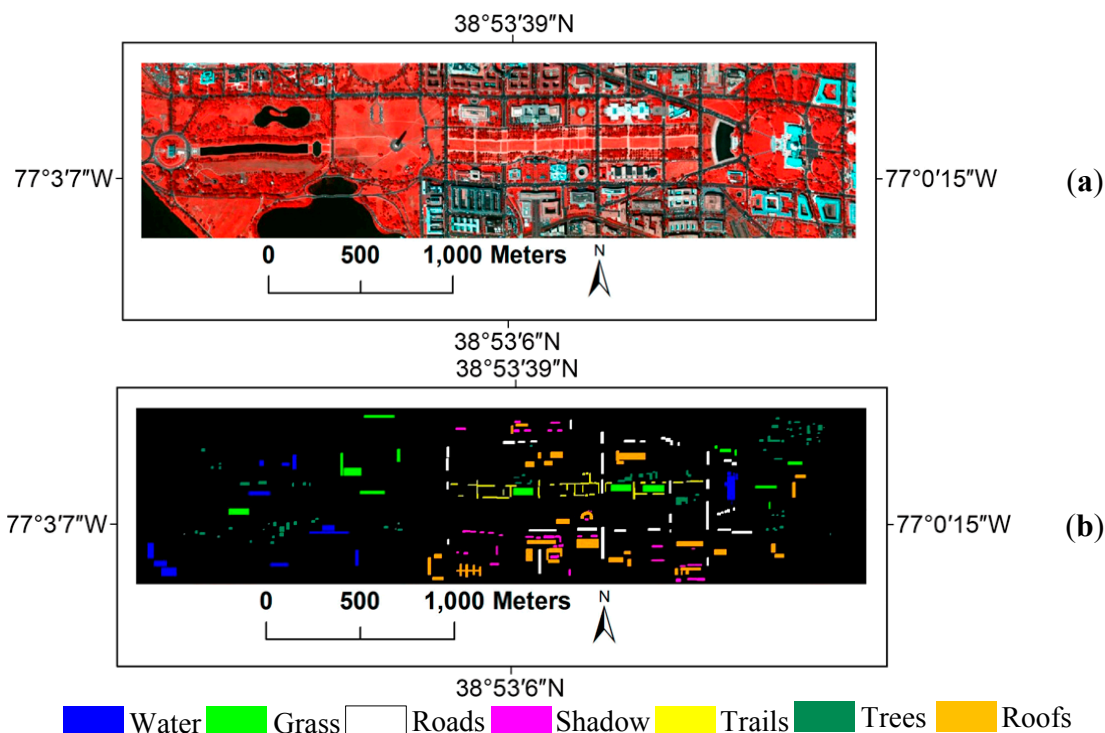 38°53′39″N
77°3′7″W
77°0′15″W
(a)
0 500 1,000 Meters
N
38°53′6″N
38°53′39″N
77°3′7″W
77°0′15″W
(b)
0 500 1,000 Meters
N
38°53′6″N
Water Grass Roads Shadow Trails Trees Roofs